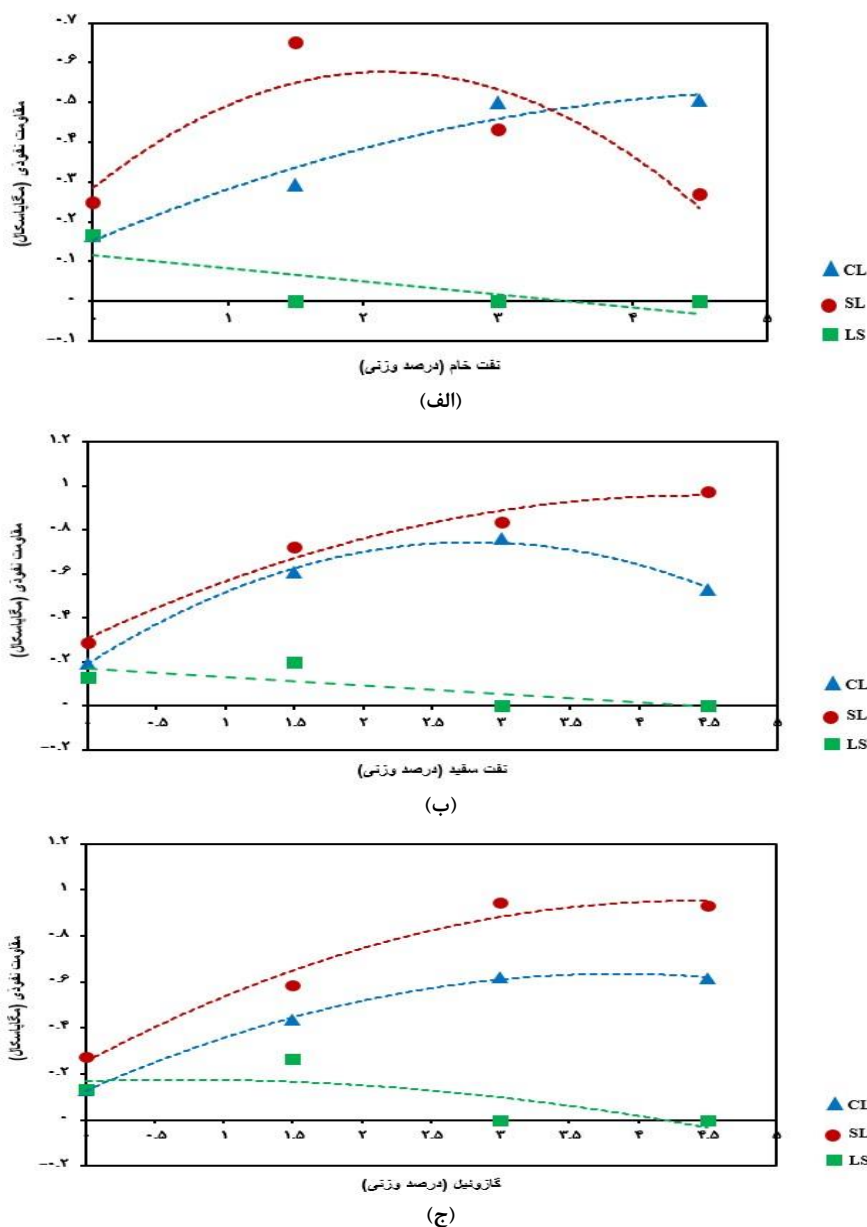 ۰.۷
۰.۶
۰.۵
۰.۴
۰.۳
۰.۲
۰.۱
۰
-۰.۱
مقاومت نفوذی (مگاپاسکال)
۰ ۱ ۲ ۳ ۴ ۵
نفت خام (درصد وزنی)
CL
SL
LS
(الف)
۱.۲
۱
۰.۸
۰.۶
۰.۴
۰.۲
۰
-۰.۲
مقاومت نفوذی (مگاپاسکال)
۰ ۰.۵ ۱ ۱.۵ ۲ ۲.۵ ۳ ۲.۵ ۴ ۴.۵ ۵
نفت سفید (درصد وزنی)
CL
SL
LS
(ب)
۱.۲
۱
۰.۸
۰.۶
۰.۴
۰.۲
۰
-۰.۲
مقاومت نفوذی (مگاپاسکال)
۰ ۰.۵ ۱ ۱.۵ ۲ ۲.۵ ۳ ۳.۵ ۴ ۴.۵ ۵
گازوئیل (درصد وزنی)
CL
SL
LS
(ج)